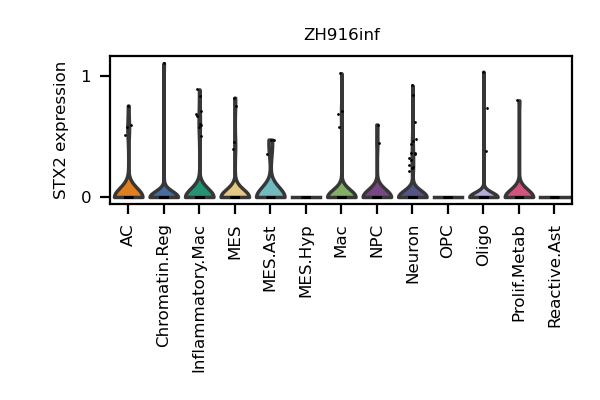 ZH916inf
STX2 expression
1
0
AC
Chromatin.Reg
Inflammatory.Mac
MES
MES.Ast
MES.Hyp
Mac
NPC
Neuron
OPC
Oligo
Prolif.Metab
Reactive.Ast